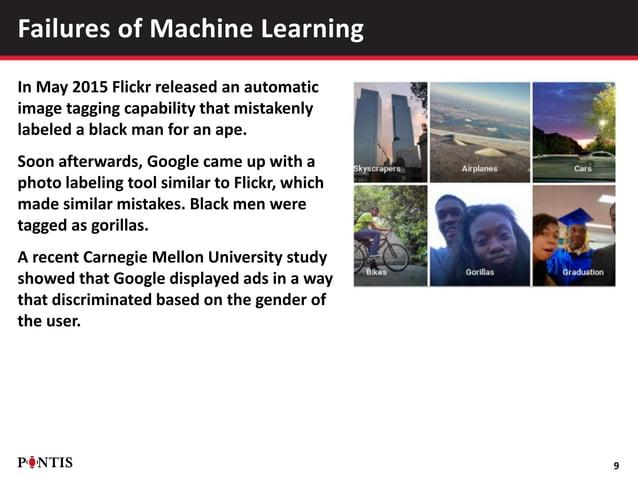 Failures of Machine Learning
In May 2015 Flickr released an automatic
image tagging capability that mistakenly
labeled a black man for an ape.
Soon afterwards, Google came up with a
photo labeling tool similar to Flickr, which
made similar mistakes. Black men were
tagged as gorillas.
A recent Carnegie Mellon University study
showed that Google displayed ads in a way
that discriminated based on the gender of
the user.
Skyscrapers
Airplanes
Cars
Bikes
Gorillas
Graduation
PONTIS
9